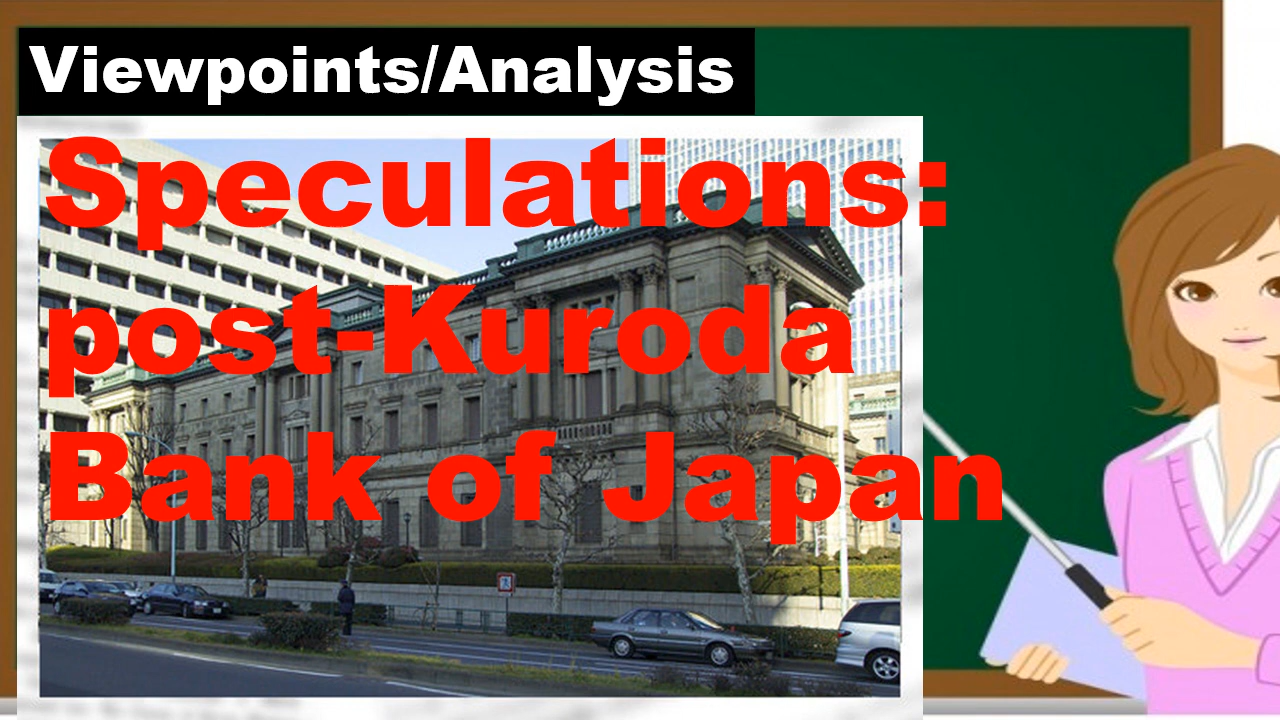 Viewpoints/Analysis
Speculations:
post-Kuroda
Bank of Japan